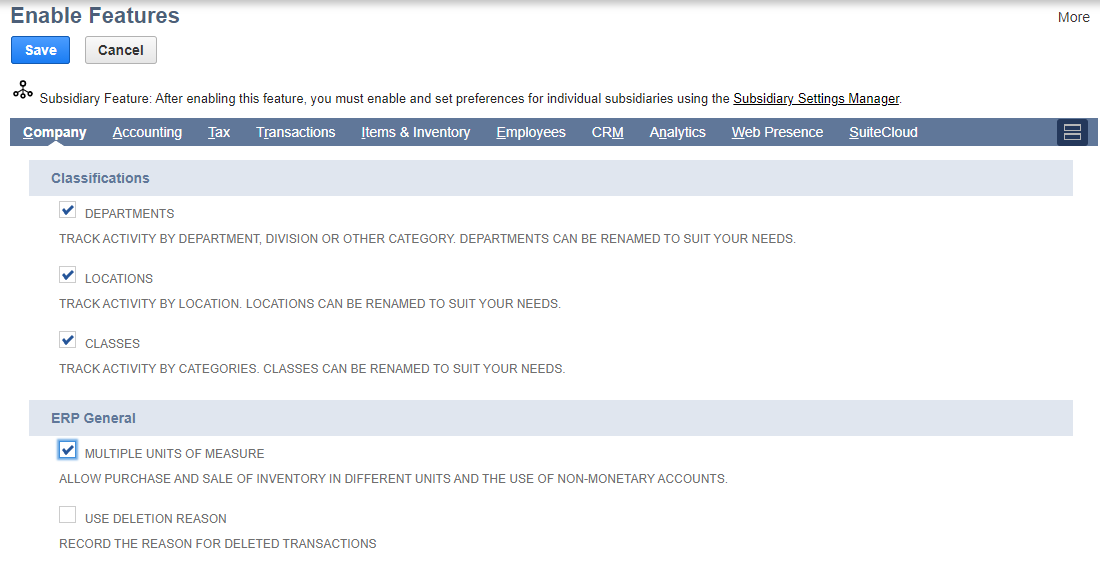 Enable Features
More
Save Cancel
Subsidiary Feature: After enabling this feature, you must enable and set preferences for individual subsidiaries using the Subsidiary Settings Manager.
Company Accounting Tax Transactions Items & Inventory Employees CRM Analytics Web Presence SuiteCloud
Classifications
DEPARTMENTS
TRACK ACTIVITY BY DEPARTMENT, DIVISION OR OTHER CATEGORY. DEPARTMENTS CAN BE RENAMED TO SUIT YOUR NEEDS.
LOCATIONS
TRACK ACTIVITY BY LOCATION. LOCATIONS CAN BE RENAMED TO SUIT YOUR NEEDS.
CLASSES
TRACK ACTIVITY BY CATEGORIES. CLASSES CAN BE RENAMED TO SUIT YOUR NEEDS.
ERP General
MULTIPLE UNITS OF MEASURE
ALLOW PURCHASE AND SALE OF INVENTORY IN DIFFERENT UNITS AND THE USE OF NON-MONETARY ACCOUNTS.
USE DELETION REASON
RECORD THE REASON FOR DELETED TRANSACTIONS